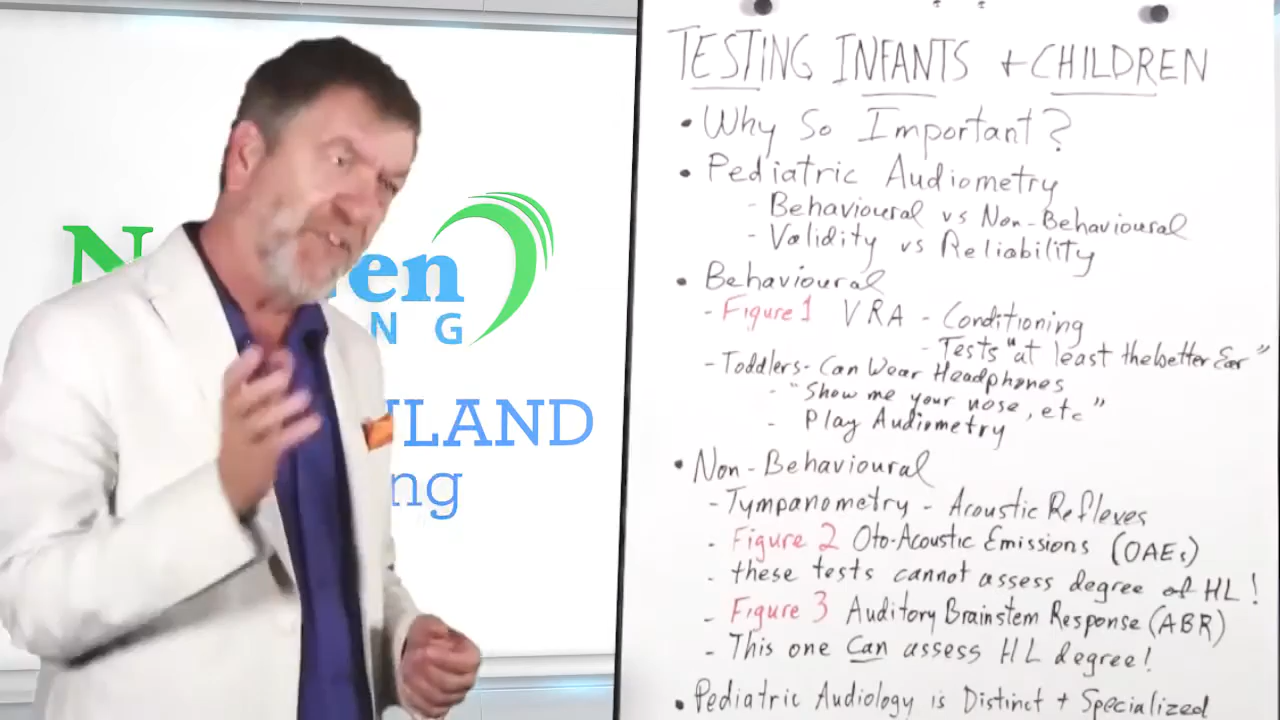 en
NG
LAND
ng
TESTING INFANTS + CHILDREN
• Why So Important?
• Pediatric Audiometry
- Behavioural vs Non-Behavioural
- Validity vs Reliability
• Behavioural
- Figure 1 VRA - Conditioning
- Tests "at least the better Ear"
- Toddlers - Can Wear Headphones
- "Show me your nose, etc"
- Play Audiometry
• Non-Behavioural
- Tympanometry - Acoustic Reflexes
- Figure 2 Oto-Acoustic Emissions (OAEs)
- these tests cannot assess degree of HL!
- Figure 3 Auditory Brainstem Response (ABR)
- This one Can assess HL degree!
• Pediatric Audiology is Distinct + Specialized